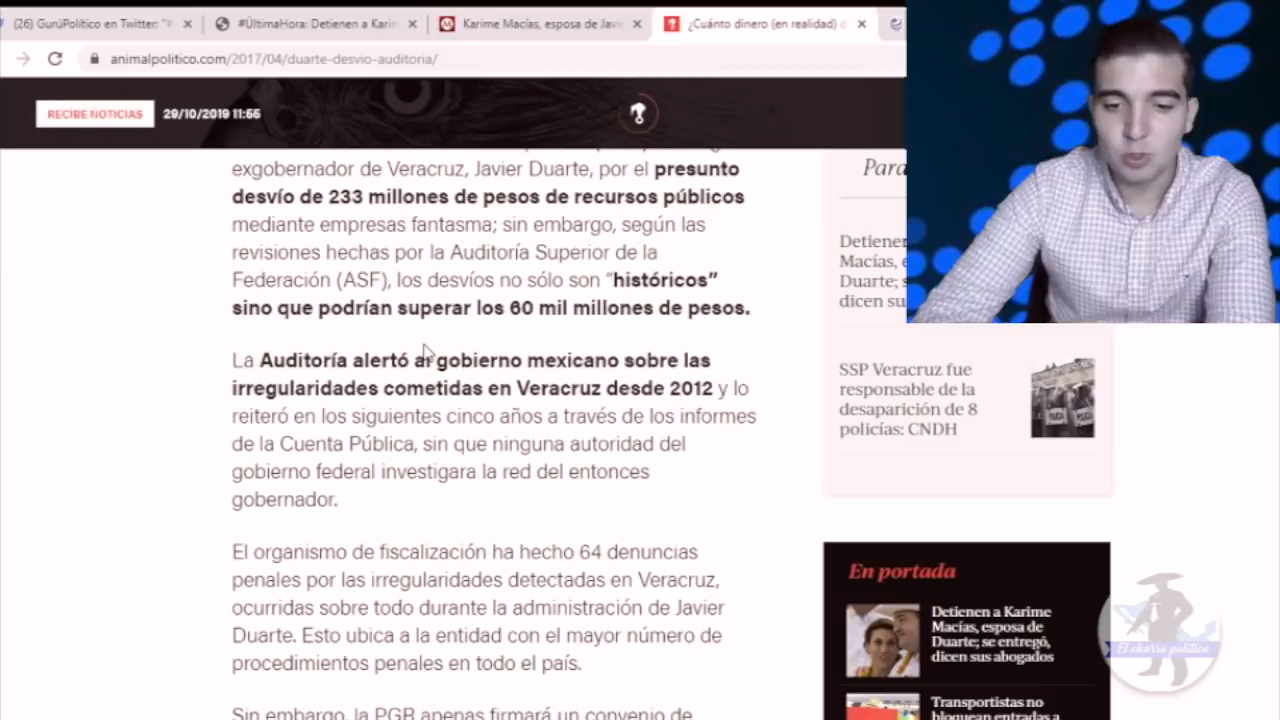 (26) GurúPolítico en Twitter: "P
#ÚltimaHora: Detienen a Karim
Karime Macías, esposa de Javi
¿Cuánto dinero (en realidad) d
animalpolitico.com/2017/04/duarte-desvio-auditoria/
RECIBE NOTICIAS
29/10/2019 11:55
exgobernador de Veracruz, Javier Duarte, por el presunto
desvío de 233 millones de pesos de recursos públicos
mediante empresas fantasma; sin embargo, según las
revisiones hechas por la Auditoría Superior de la
Federación (ASF), los desvíos no sólo son “históricos”
sino que podrían superar los 60 mil millones de pesos.
La Auditoría alertó al gobierno mexicano sobre las
irregularidades cometidas en Veracruz desde 2012 y lo
reiteró en los siguientes cinco años a través de los informes
de la Cuenta Pública, sin que ninguna autoridad del
gobierno federal investigara la red del entonces
gobernador.
El organismo de fiscalización ha hecho 64 denuncias
penales por las irregularidades detectadas en Veracruz,
ocurridas sobre todo durante la administración de Javier
Duarte. Esto ubica a la entidad con el mayor número de
procedimientos penales en todo el país.
Sin embargo, la PGR apenas firmará un convenio de
Para
Detienen
Macías, e
Duarte; s
dicen su
SSP Veracruz fue
responsable de la
desaparición de 8
policías: CNDH
En portada
Detienen a Karime
Macías, esposa de
Duarte; se entregó,
dicen sus abogados
Transportistas no
bloquean entradas a
El charro político